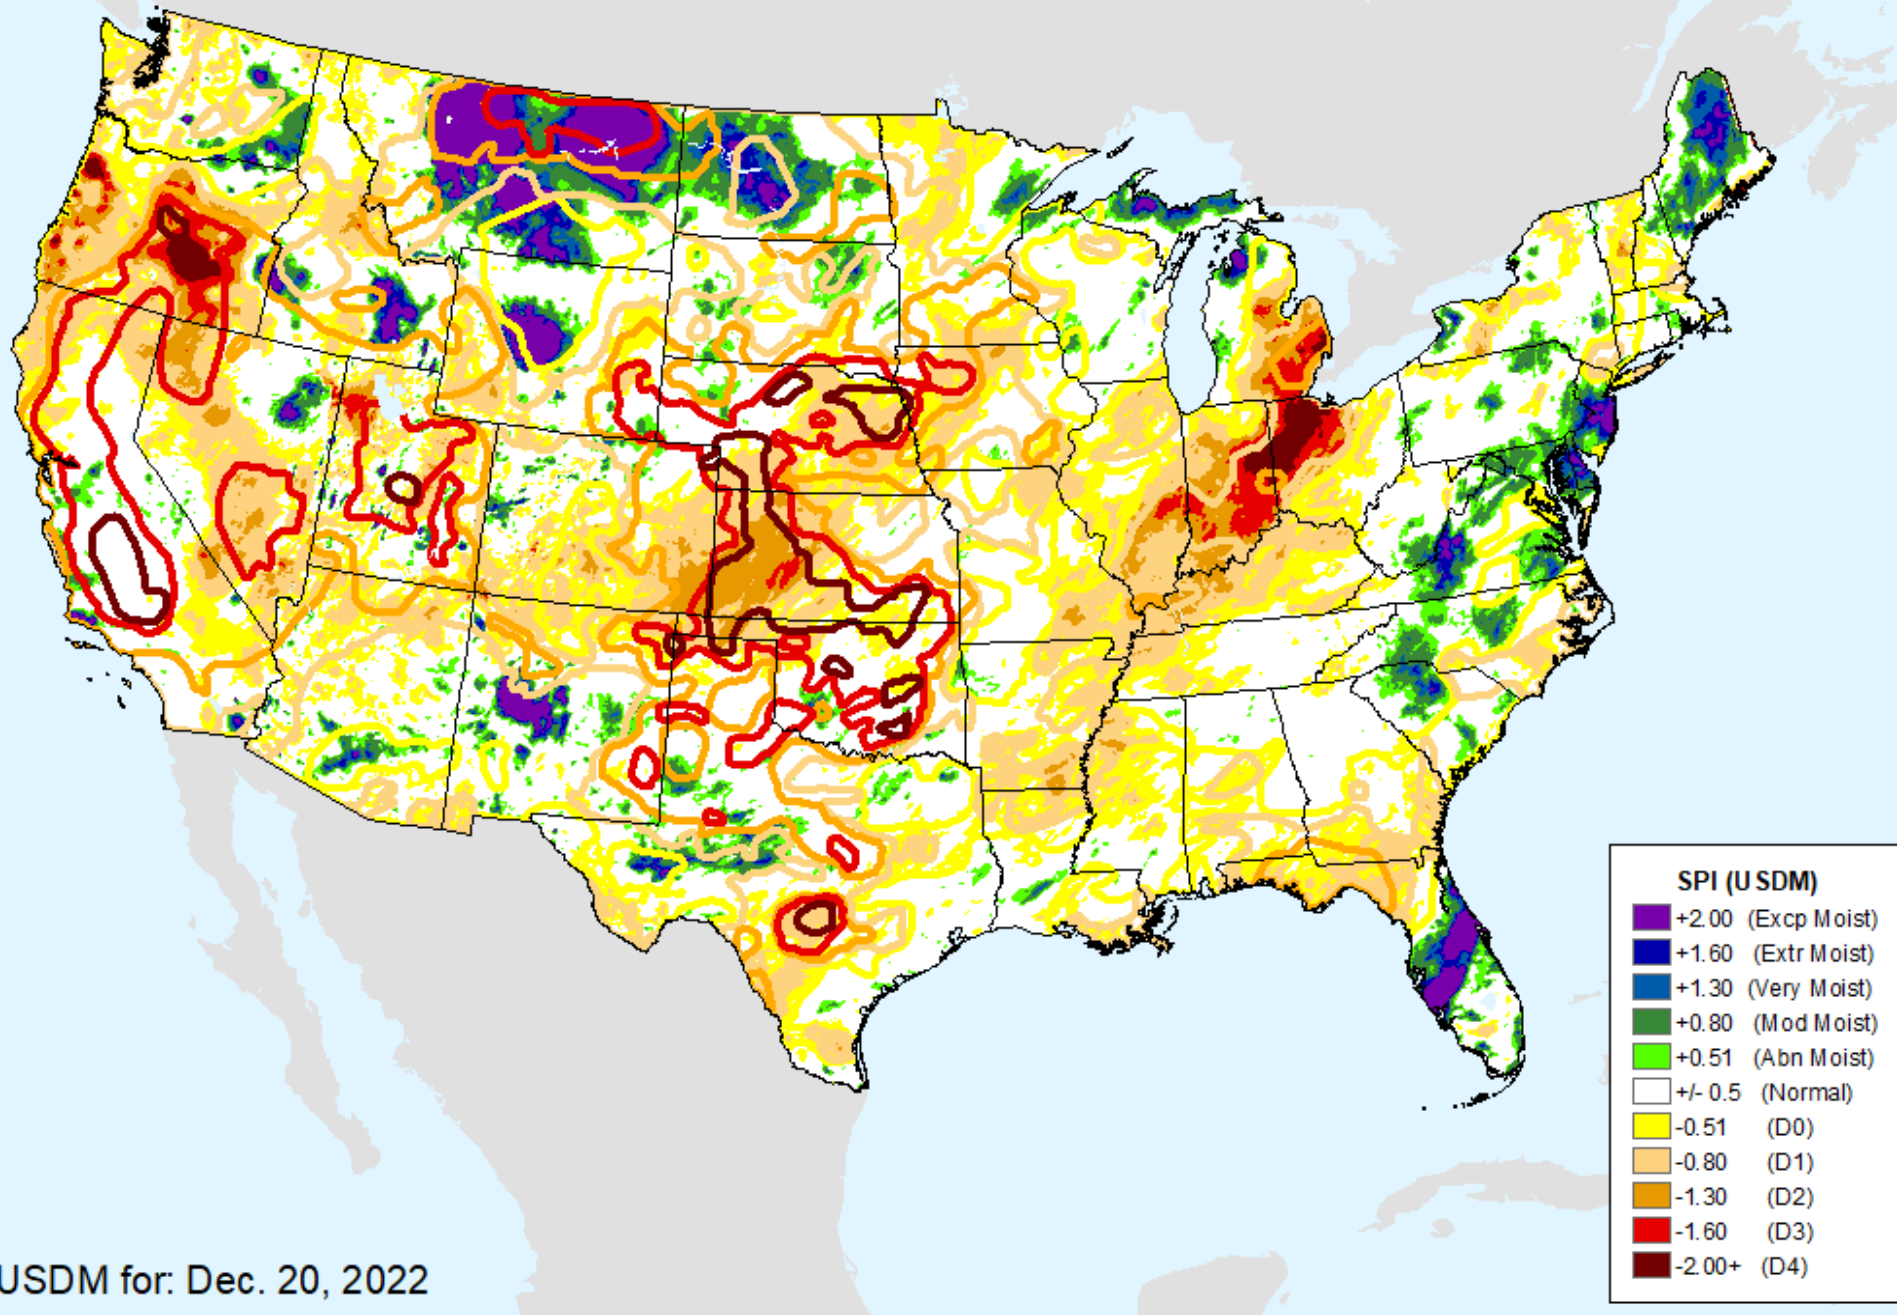 SPI (USDM)
+2.00 (Excp Moist)
+1.60 (Extr Moist)
+1.30 (Very Moist)
+0.80 (Mod Moist)
+0.51 (Abn Moist)
+/- 0.5 (Normal)
-0.51 (D0)
-0.80 (D1)
-1.30 (D2)
-1.60 (D3)
-2.00+ (D4)
USDM for: Dec. 20, 2022